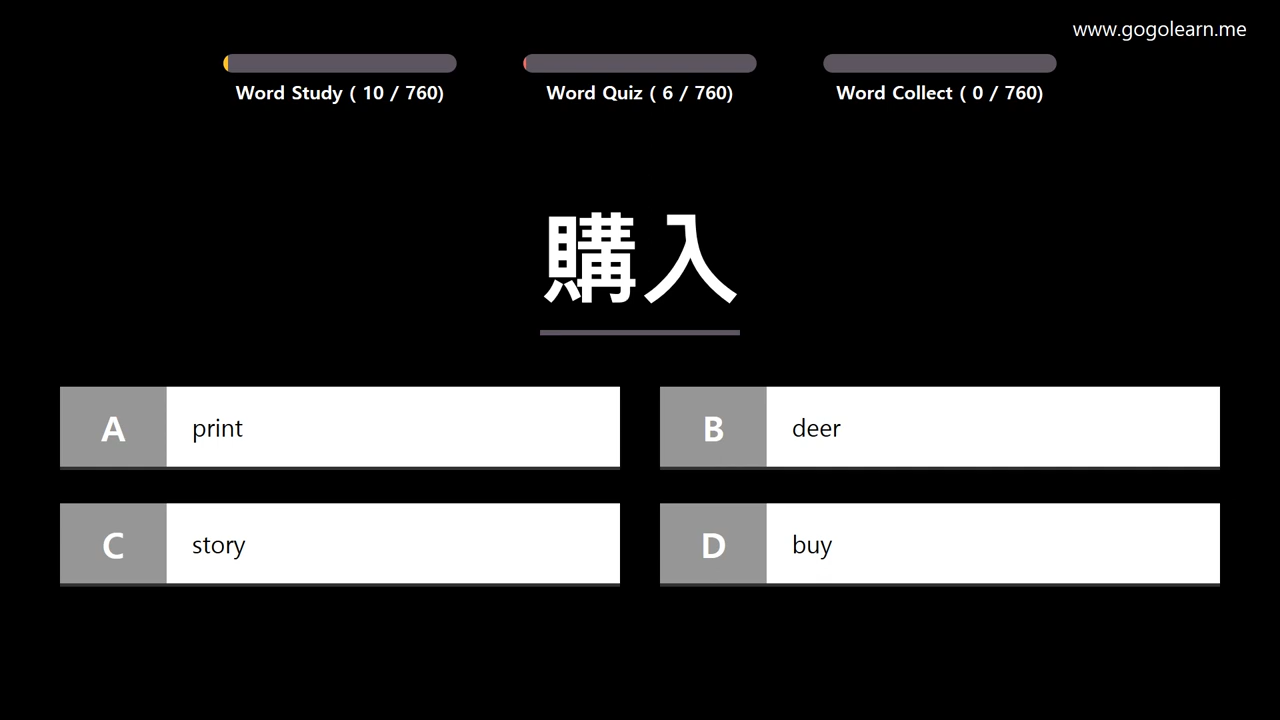 www.gogolearn.me
Word Study ( 10 / 760)
Word Quiz ( 6 / 760)
Word Collect ( 0 / 760)
購入
A print
B deer
C story
D buy